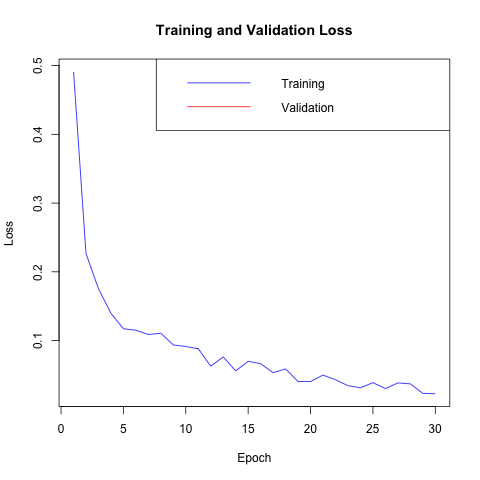 Training and Validation Loss
Training
Validation
Loss
0.5
0.4
0.3
0.2
0.1
0 5 10 15 20 25 30
Epoch